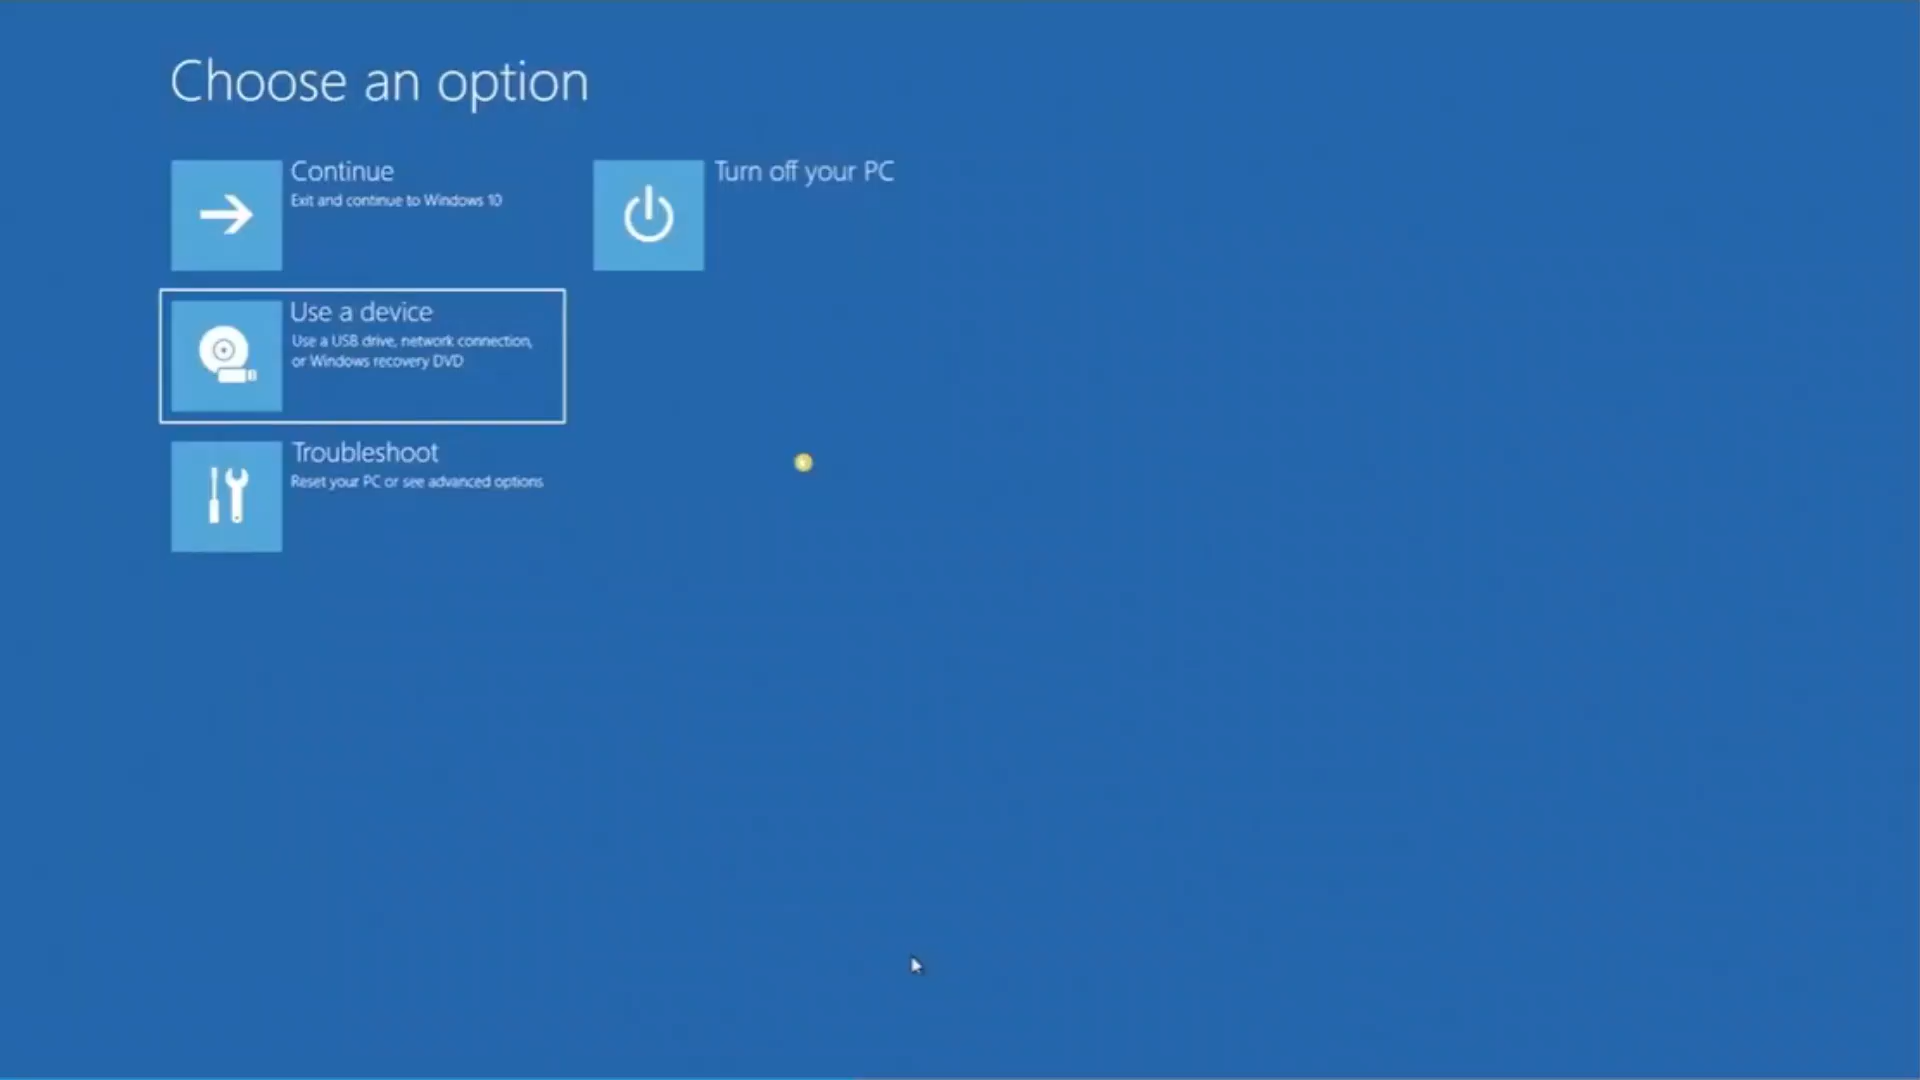 Choose an option
Continue
Exit and continue to Windows 10
Turn off your PC
Use a device
Use a USB drive, network connection,
or Windows recovery DVD
Troubleshoot
Reset your PC or see advanced options